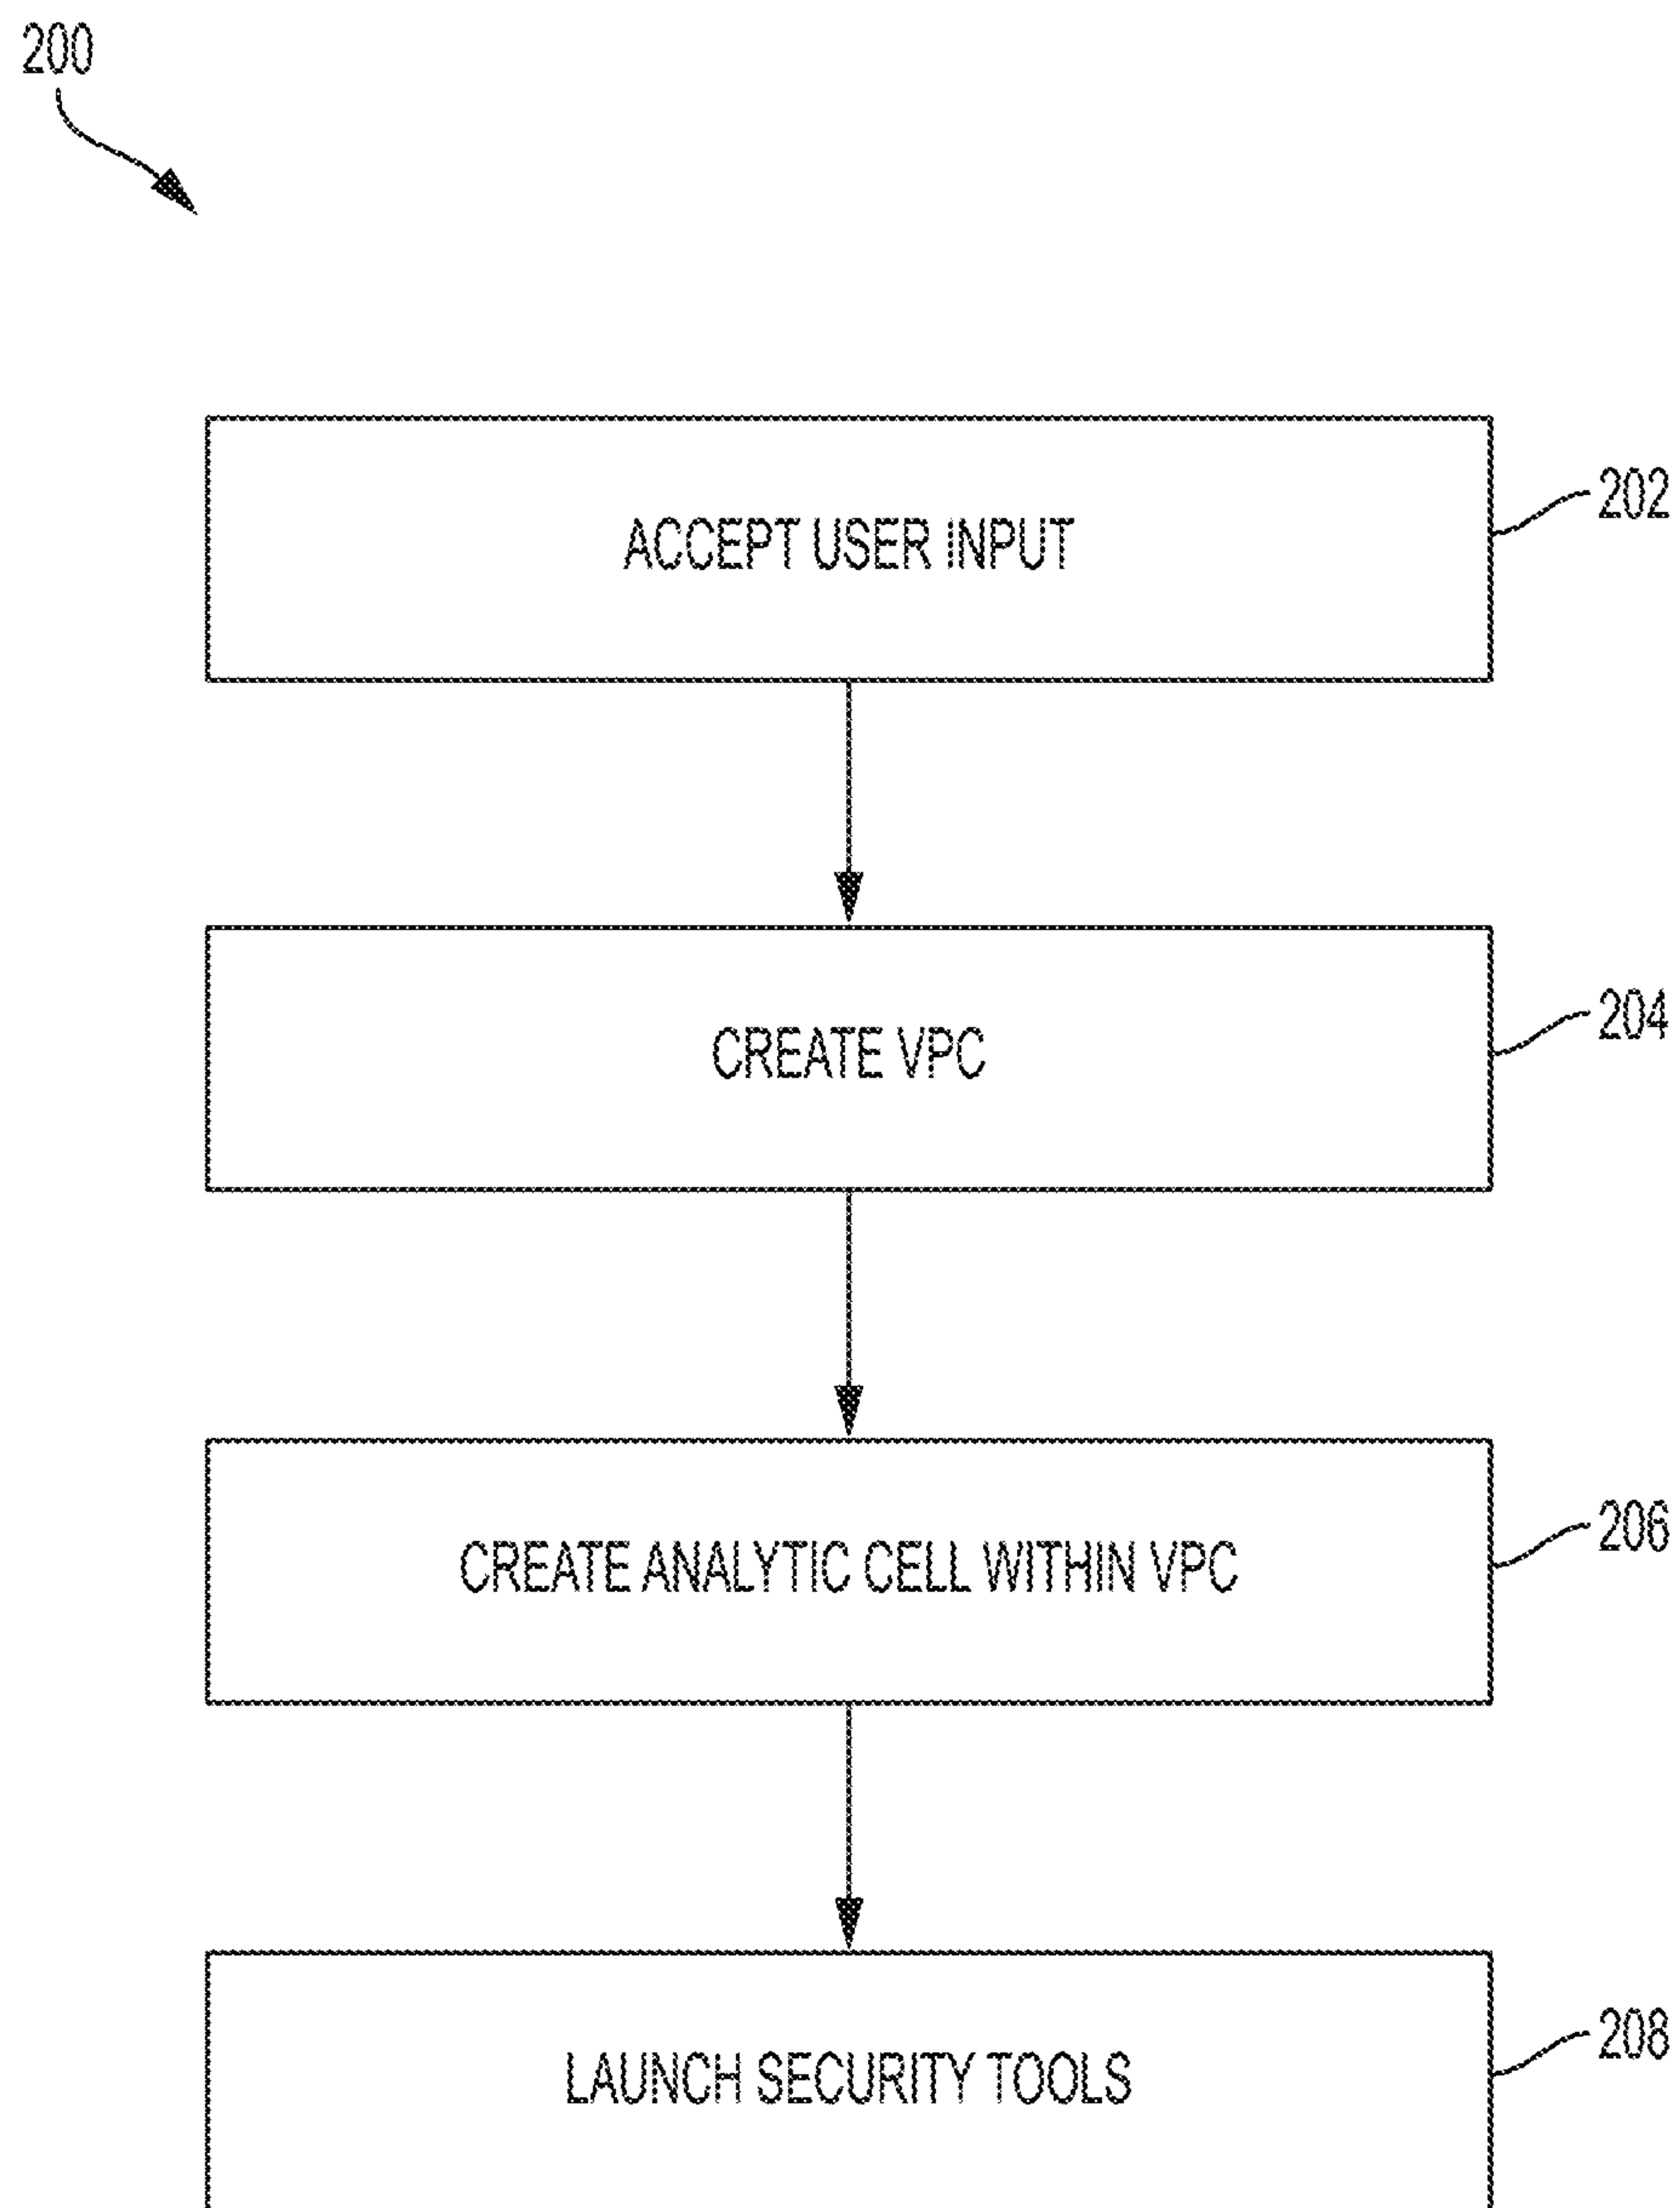 200
ACCEPT USER INPUT
202
CREATE VPC
204
CREATE ANALYTIC CELL WITHIN VPC
206
LAUNCH SECURITY TOOLS
208